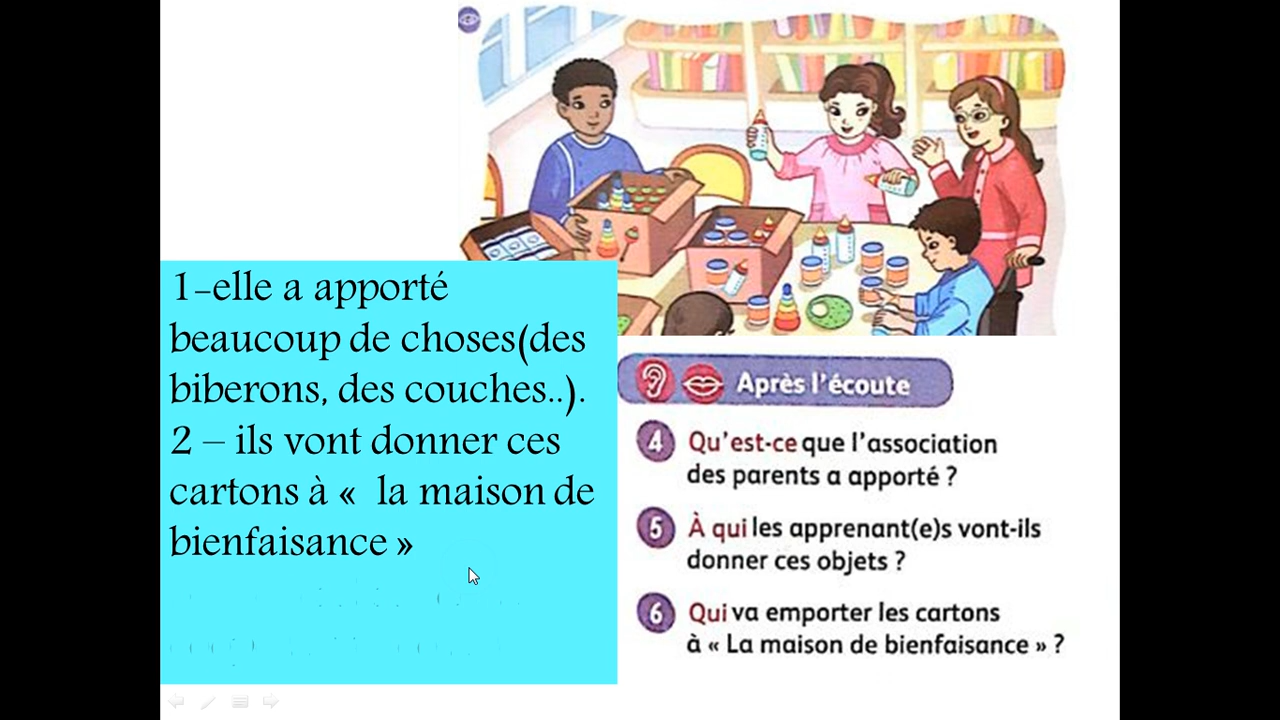 1-elle a apporté
beaucoup de choses(des
biberons, des couches..).
2 – ils vont donner ces
cartons à «  la maison de
bienfaisance »
Après l'écoute
4 Qu'est-ce que l'association
des parents a apporté ?
5 À qui les apprenant(e)s vont-ils
donner ces objets ?
6 Qui va emporter les cartons
à « La maison de bienfaisance » ?